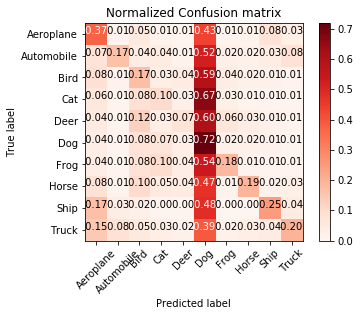 Normalized Confusion matrix
True label
Aeroplane 0.37 0.01 0.05 0.01 0.01 0.43 0.01 0.01 0.08 0.03
Automobile 0.07 0.17 0.04 0.01 0.01 0.52 0.02 0.02 0.03 0.08
Bird 0.08 0.01 0.17 0.03 0.04 0.59 0.04 0.02 0.01 0.01
Cat 0.06 0.01 0.08 0.10 0.03 0.67 0.03 0.01 0.01 0.01
Deer 0.04 0.01 0.12 0.03 0.07 0.60 0.06 0.03 0.01 0.01
Dog 0.04 0.01 0.08 0.07 0.03 0.72 0.02 0.02 0.01 0.01
Frog 0.04 0.01 0.08 0.10 0.04 0.54 0.18 0.01 0.01 0.01
Horse 0.08 0.01 0.10 0.05 0.04 0.47 0.01 0.19 0.02 0.03
Ship 0.17 0.03 0.02 0.00 0.00 0.48 0.00 0.00 0.25 0.04
Truck 0.15 0.08 0.05 0.03 0.02 0.39 0.02 0.03 0.04 0.20
Aeroplane Automobile Bird Cat Deer Dog Frog Horse Ship Truck
Predicted label
0.7
0.6
0.5
0.4
0.3
0.2
0.1
0.0